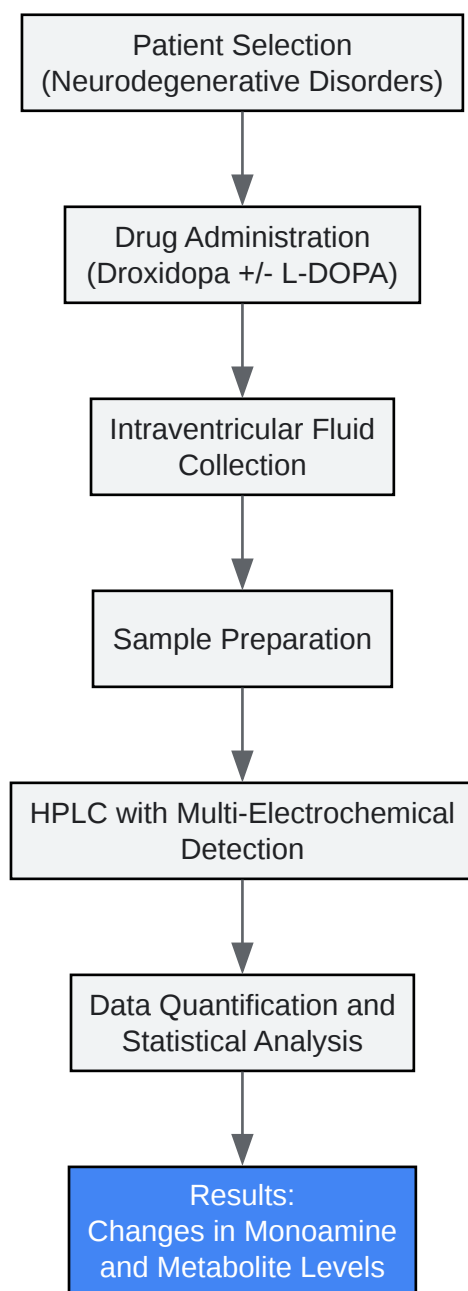 Patient Selection
(Neurodegenerative Disorders)
Drug Administration
(Droxidopa +/- L-DOPA)
Intraventricular Fluid
Collection
Sample Preparation
HPLC with Multi-Electrochemical
Detection
Data Quantification and
Statistical Analysis
Results:
Changes in Monoamine
and Metabolite Levels